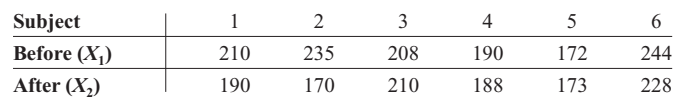 Subject 1 2 3 4 5 6
Before (X₁) 210 235 208 190 172 244
After (X₂) 190 170 210 188 173 228